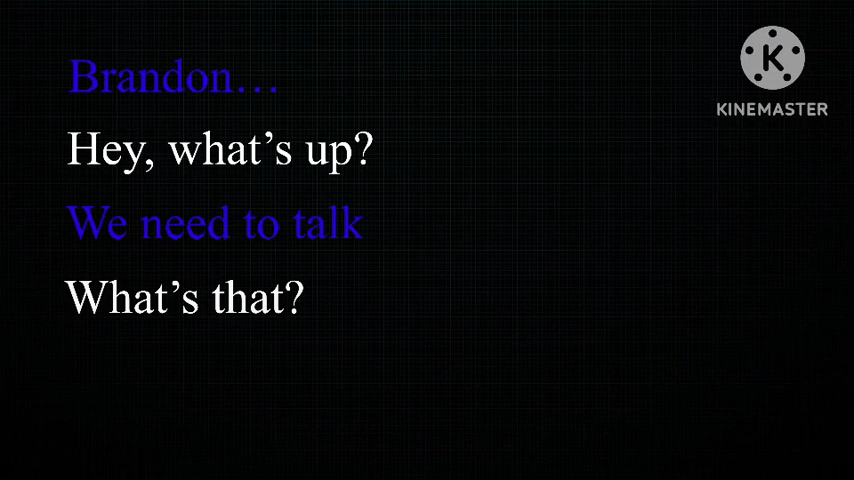 Brandon…
Hey, what’s up?
We need to talk
What’s that?
KINEMASTER